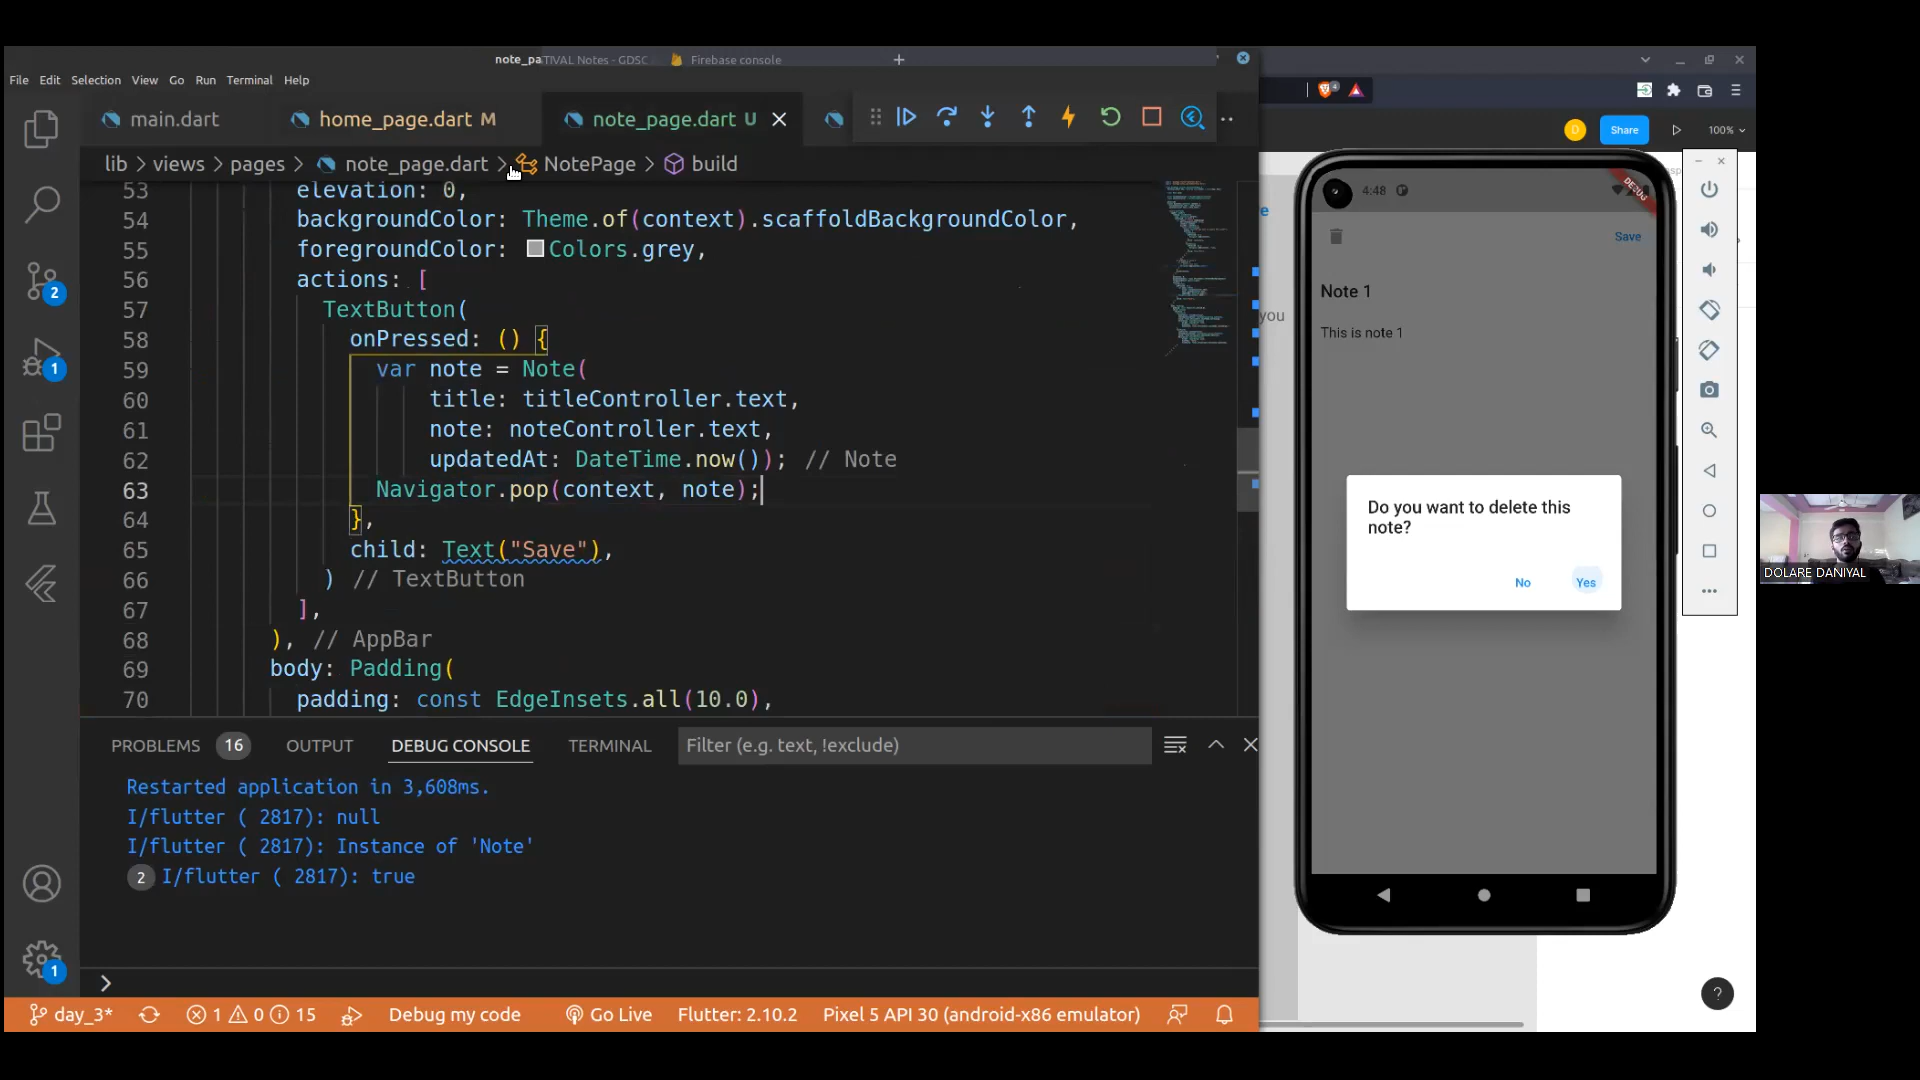 note_pa
TIVAL Notes - GDSC
Firebase console
File Edit Selection View Go Run Terminal Help
main.dart
home_page.dart M
note_page.dart U
lib > views > pages > note_page.dart > NotePage > build
53 elevation: 0,
54 backgroundColor: Theme.of(context).scaffoldBackgroundColor,
55 foregroundColor: Colors.grey,
56 actions: [
57 TextButton(
58 onPressed: () {
59 var note = Note(
60 title: titleController.text,
61 note: noteController.text,
62 updatedAt: DateTime.now()); // Note
63 Navigator.pop(context, note);
64 },
65 child: Text("Save"),
66 ) // TextButton
67 ],
68 ), // AppBar
69 body: Padding(
70 padding: const EdgeInsets.all(10.0),
2
1
1
PROBLEMS 16 OUTPUT DEBUG CONSOLE TERMINAL Filter (e.g. text, !exclude)
Restarted application in 3,608ms.
I/flutter ( 2817): null
I/flutter ( 2817): Instance of 'Note'
2 I/flutter ( 2817): true
day_3* 1 0 15 Debug my code Go Live Flutter: 2.10.2 Pixel 5 API 30 (android-x86 emulator)
4
D Share 100%
you
4:48
DEBUG
Save
Note 1
This is note 1
Do you want to delete this
note?
No Yes
?
DOLARE DANIYAL